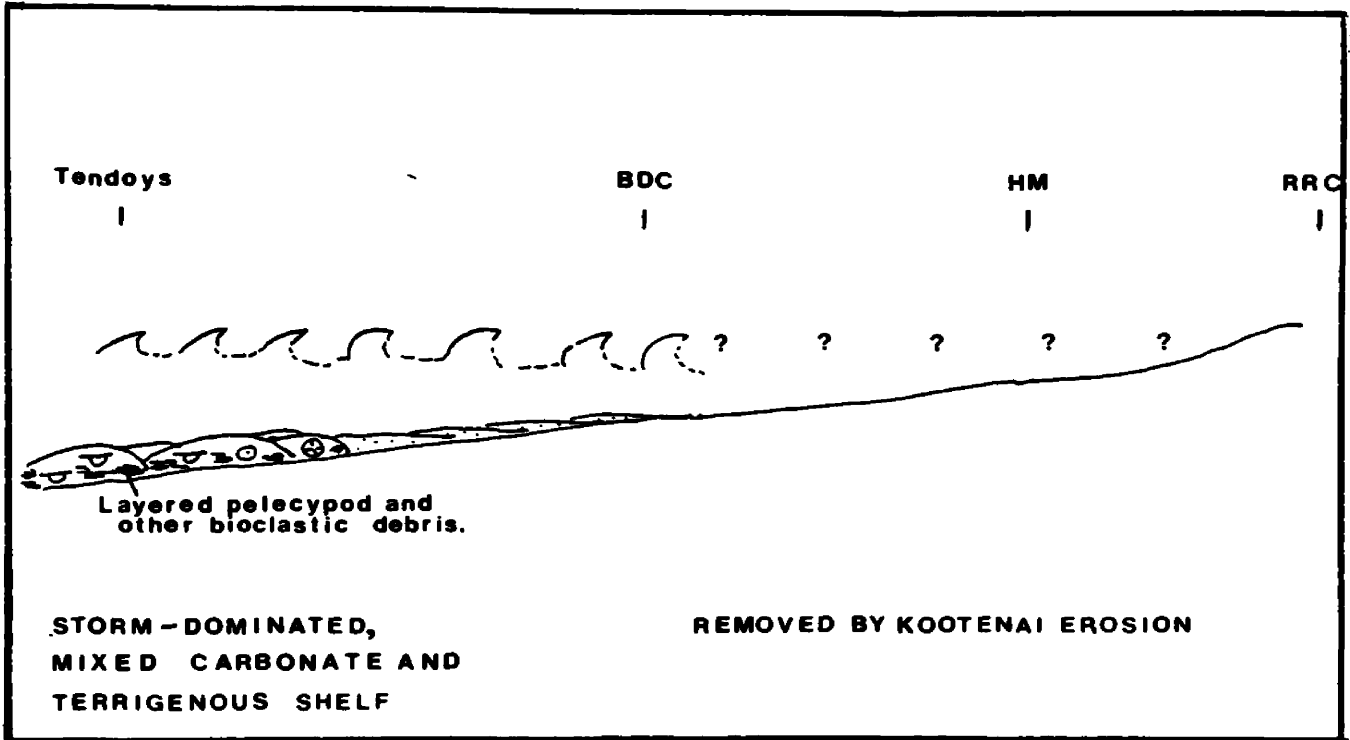 Tendoys BDC HM RRC
? ? ? ? ?
Layered pelecypod and
other bioclastic debris.
STORM-DOMINATED,
MIXED CARBONATE AND
TERRIGENOUS SHELF
REMOVED BY KOOTENAI EROSION